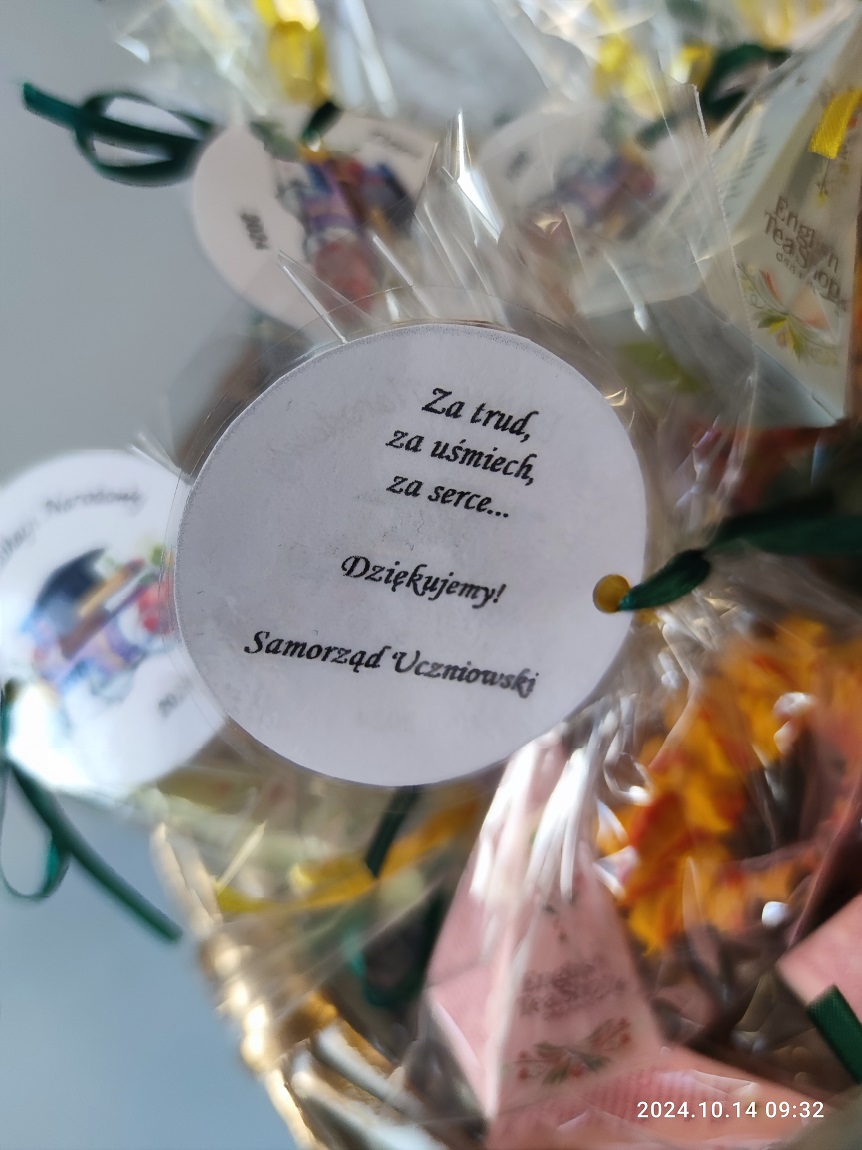 English
Tea Shop
Za trud,
za uśmiech,
za serce...
Dziękujemy!
Samorząd Uczniowski
2024.10.14 09:32